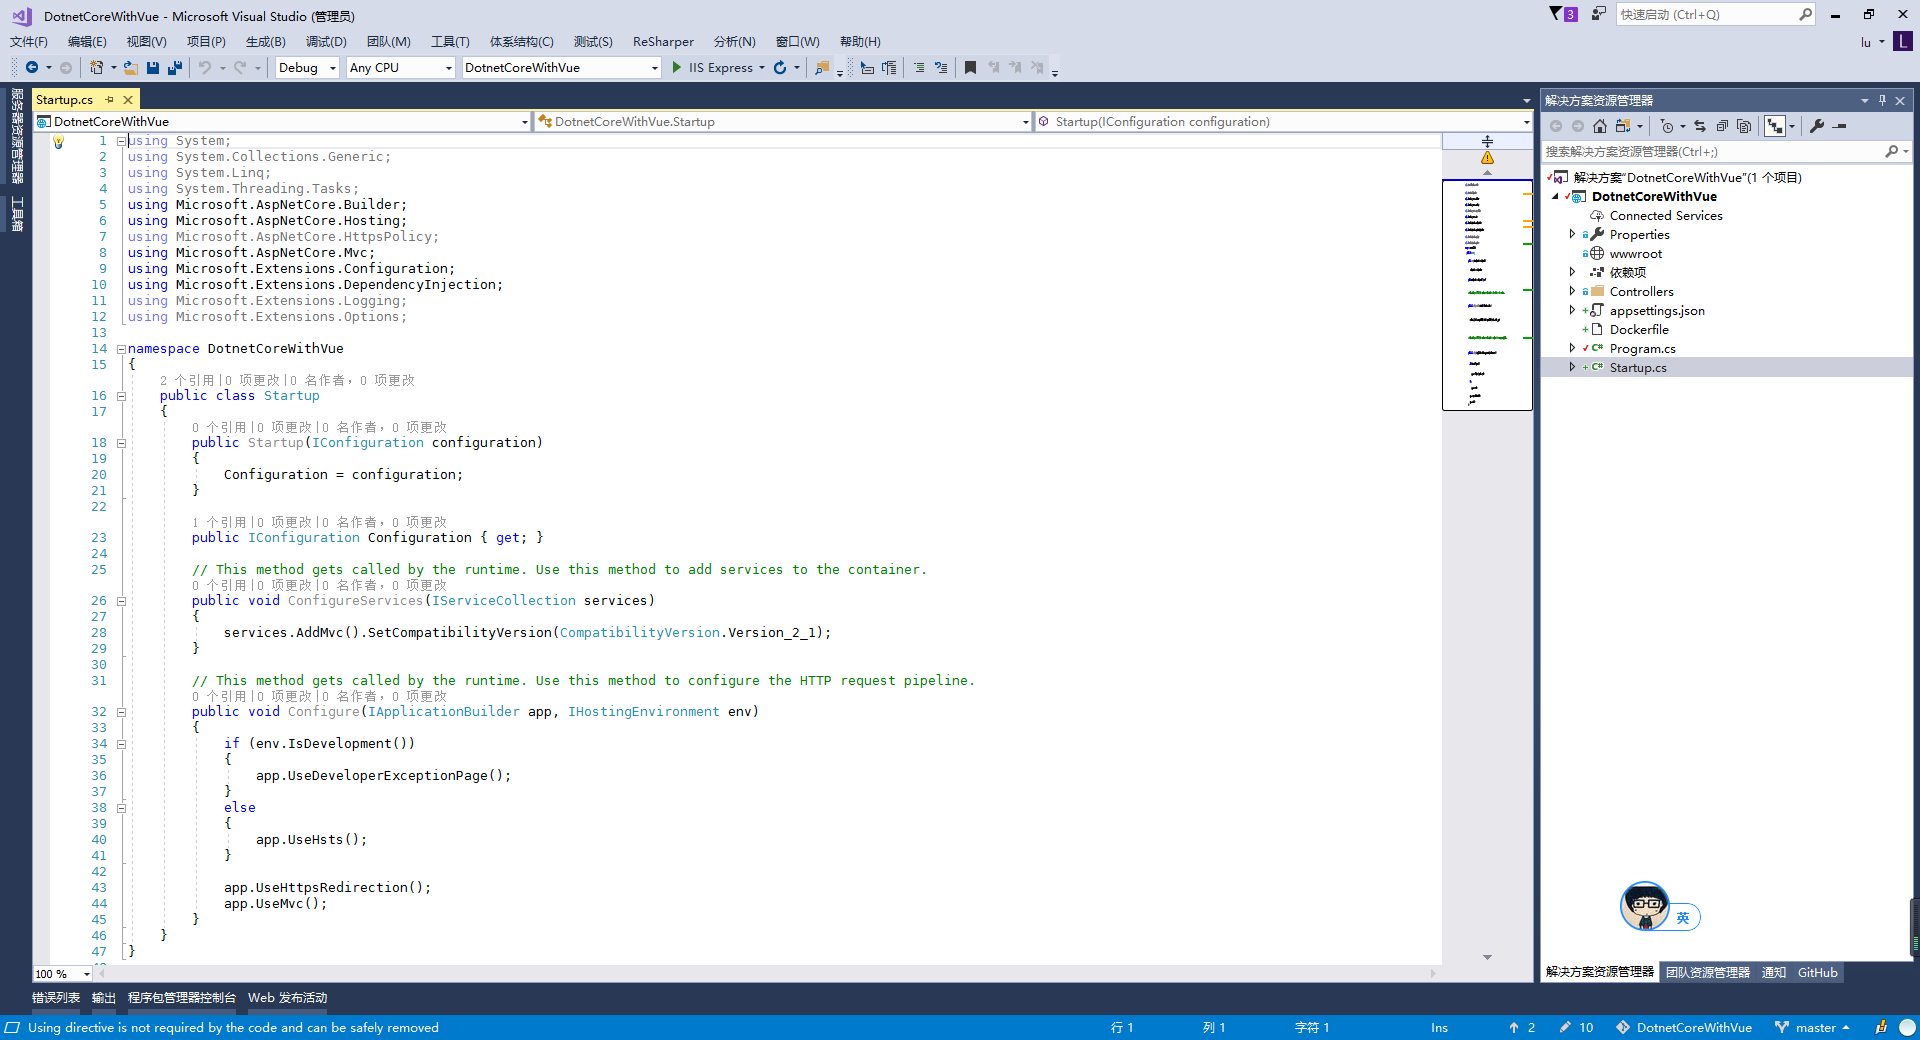 DotnetCoreWithVue - Microsoft Visual Studio (管理员)
3
快速启动 (Ctrl+Q)
文件(F) 编辑(E) 视图(V) 项目(P) 生成(B) 调试(D) 团队(M) 工具(T) 体系结构(C) 测试(S) ReSharper 分析(N) 窗口(W) 帮助(H)
lu L
Debug Any CPU DotnetCoreWithVue IIS Express
服务器资源管理器
工具箱
Startup.cs
DotnetCoreWithVue DotnetCoreWithVue.Startup Startup(IConfiguration configuration)
1 using System;
2 using System.Collections.Generic;
3 using System.Linq;
4 using System.Threading.Tasks;
5 using Microsoft.AspNetCore.Builder;
6 using Microsoft.AspNetCore.Hosting;
7 using Microsoft.AspNetCore.HttpsPolicy;
8 using Microsoft.AspNetCore.Mvc;
9 using Microsoft.Extensions.Configuration;
10 using Microsoft.Extensions.DependencyInjection;
11 using Microsoft.Extensions.Logging;
12 using Microsoft.Extensions.Options;
13
14 namespace DotnetCoreWithVue
15 {
2 个引用|0 项更改|0 名作者，0 项更改
16 public class Startup
17 {
0 个引用|0 项更改|0 名作者，0 项更改
18 public Startup(IConfiguration configuration)
19 {
20 Configuration = configuration;
21 }
22
1 个引用|0 项更改|0 名作者，0 项更改
23 public IConfiguration Configuration { get; }
24
25 // This method gets called by the runtime. Use this method to add services to the container.
0 个引用|0 项更改|0 名作者，0 项更改
26 public void ConfigureServices(IServiceCollection services)
27 {
28 services.AddMvc().SetCompatibilityVersion(CompatibilityVersion.Version_2_1);
29 }
30
31 // This method gets called by the runtime. Use this method to configure the HTTP request pipeline.
0 个引用|0 项更改|0 名作者，0 项更改
32 public void Configure(IApplicationBuilder app, IHostingEnvironment env)
33 {
34 if (env.IsDevelopment())
35 {
36 app.UseDeveloperExceptionPage();
37 }
38 else
39 {
40 app.UseHsts();
41 }
42
43 app.UseHttpsRedirection();
44 app.UseMvc();
45 }
46 }
47 }
100 %
解决方案资源管理器
搜索解决方案资源管理器(Ctrl+;)
解决方案"DotnetCoreWithVue"(1 个项目)
DotnetCoreWithVue
Connected Services
Properties
wwwroot
依赖项
Controllers
appsettings.json
Dockerfile
C# Program.cs
C# Startup.cs
英
解决方案资源管理器 团队资源管理器 通知 GitHub
错误列表 输出 程序包管理器控制台 Web 发布活动
Using directive is not required by the code and can be safely removed
行 1 列 1 字符 1 Ins 2 10 DotnetCoreWithVue master